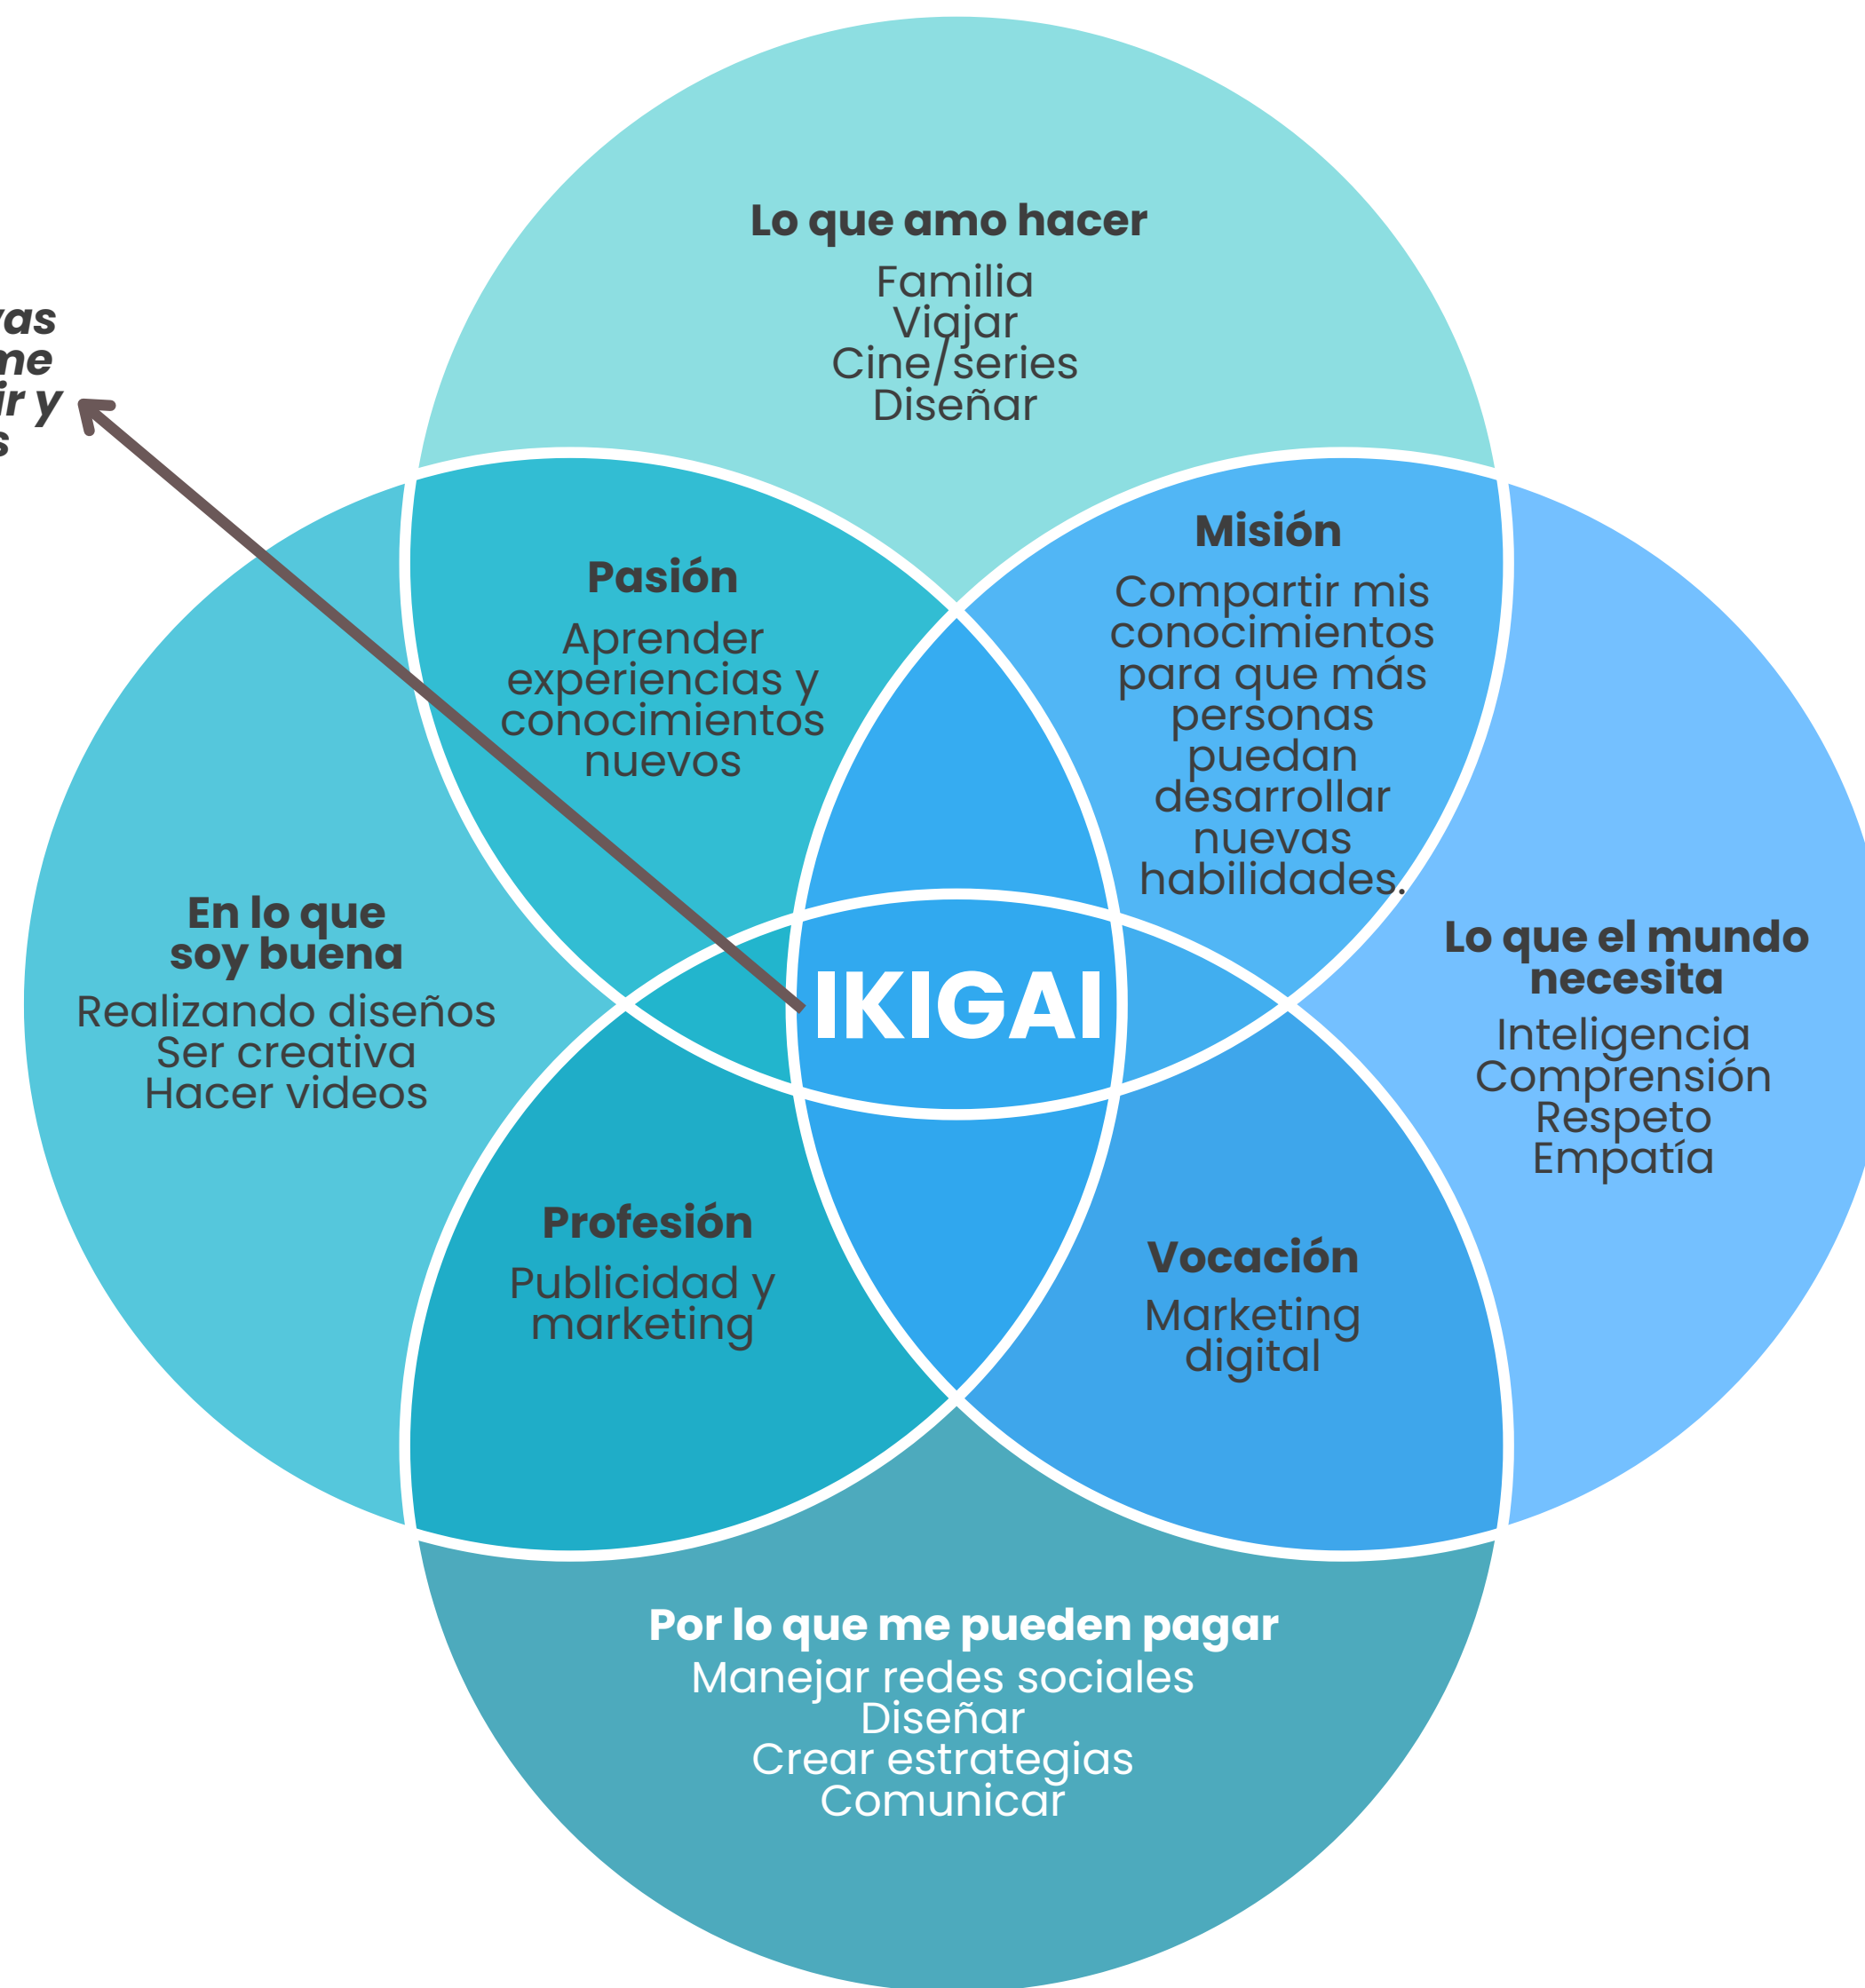 Lo que amo hacer
Familia
Viajar
Cine/series
Diseñar
y
Pasión
Aprender
experiencias y
conocimientos
nuevos
Misión
Compartir mis
conocimientos
para que más
personas
puedan
desarrollar
nuevas
habilidades.
En lo que
soy buena
Realizando diseños
Ser creativa
Hacer videos
IKIGAI
Lo que el mundo
necesita
Inteligencia
Comprensión
Respeto
Empatía
Profesión
Publicidad y
marketing
Vocación
Marketing
digital
Por lo que me pueden pagar
Manejar redes sociales
Diseñar
Crear estrategias
Comunicar